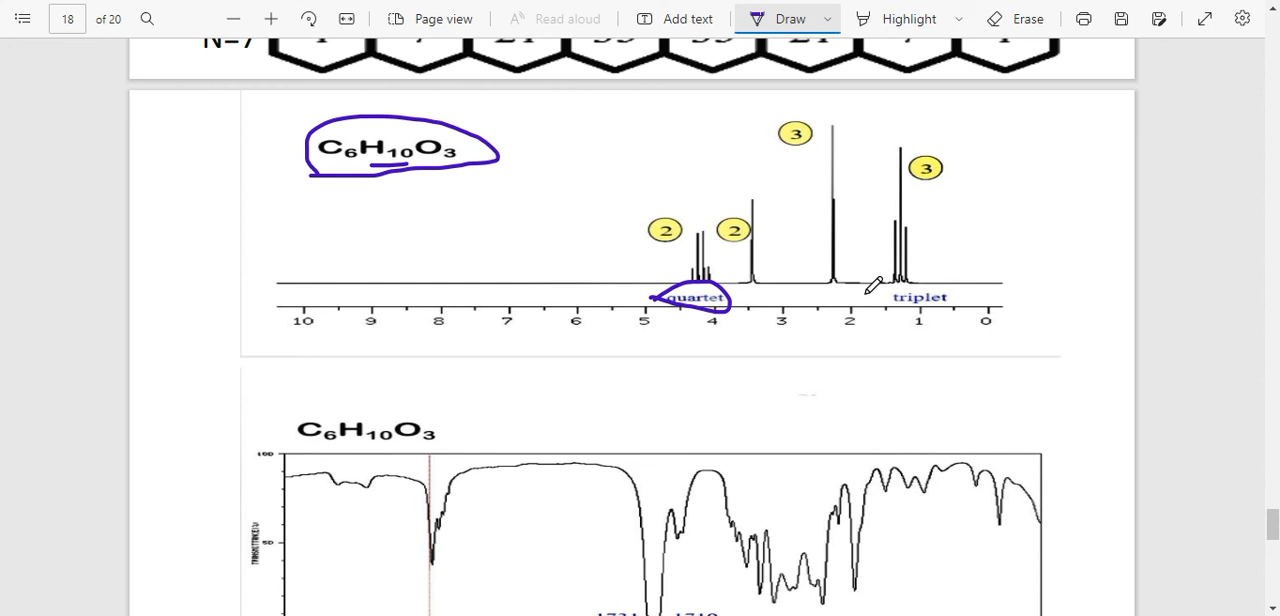 18 of 20 Page view Read aloud Add text Draw Highlight Erase
N=7
C6H10O3
3
3
2 2
quartet triplet
10 9 8 7 6 5 4 3 2 1 0
C6H10O3
100
50